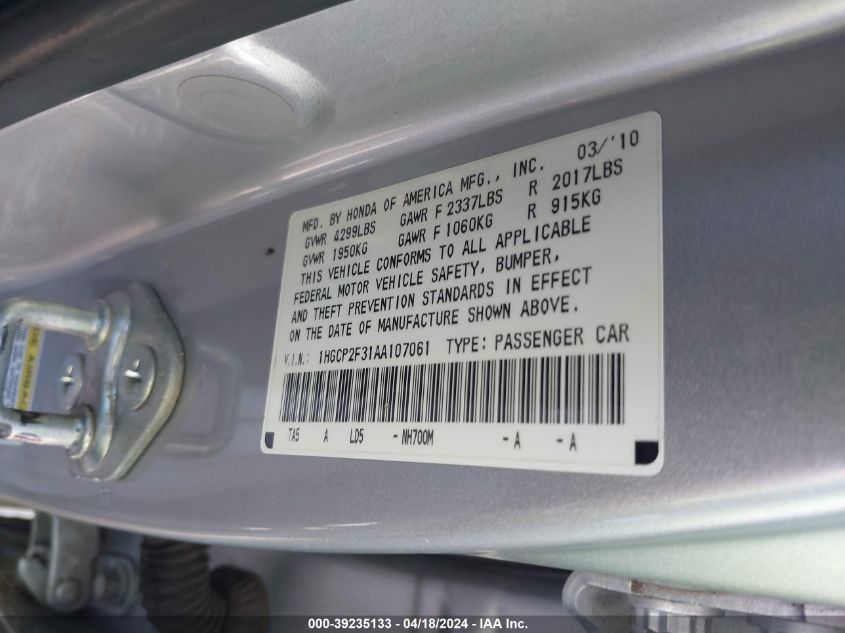 MFD. BY HONDA OF AMERICA MFG., INC. 03/'10
GVWR 4299LBS GAWR F 2337LBS R 2017LBS
GVWR 1950KG GAWR F 1060KG R 915KG
THIS VEHICLE CONFORMS TO ALL APPLICABLE
FEDERAL MOTOR VEHICLE SAFETY, BUMPER,
AND THEFT PREVENTION STANDARDS IN EFFECT
ON THE DATE OF MANUFACTURE SHOWN ABOVE.
V.I.N.: 1HGCP2F31AA107061 TYPE: PASSENGER CAR
TA5 A LD5 - NH700M - A - A
000-39235133 - 04/18/2024 - IAA Inc.